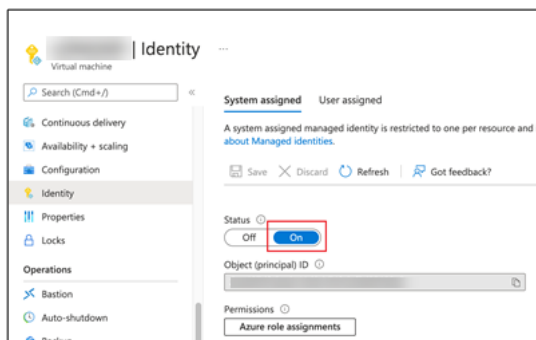 | Identity ...
Virtual machine
Search (Cmd+/)
«
Continuous delivery
Availability + scaling
Configuration
Identity
Properties
Locks
Operations
Bastion
Auto-shutdown
Backup
System assigned User assigned
A system assigned managed identity is restricted to one per resource and
about Managed identities.
Save Discard Refresh Got feedback?
Status
Off On
Object (principal) ID
Permissions
Azure role assignments